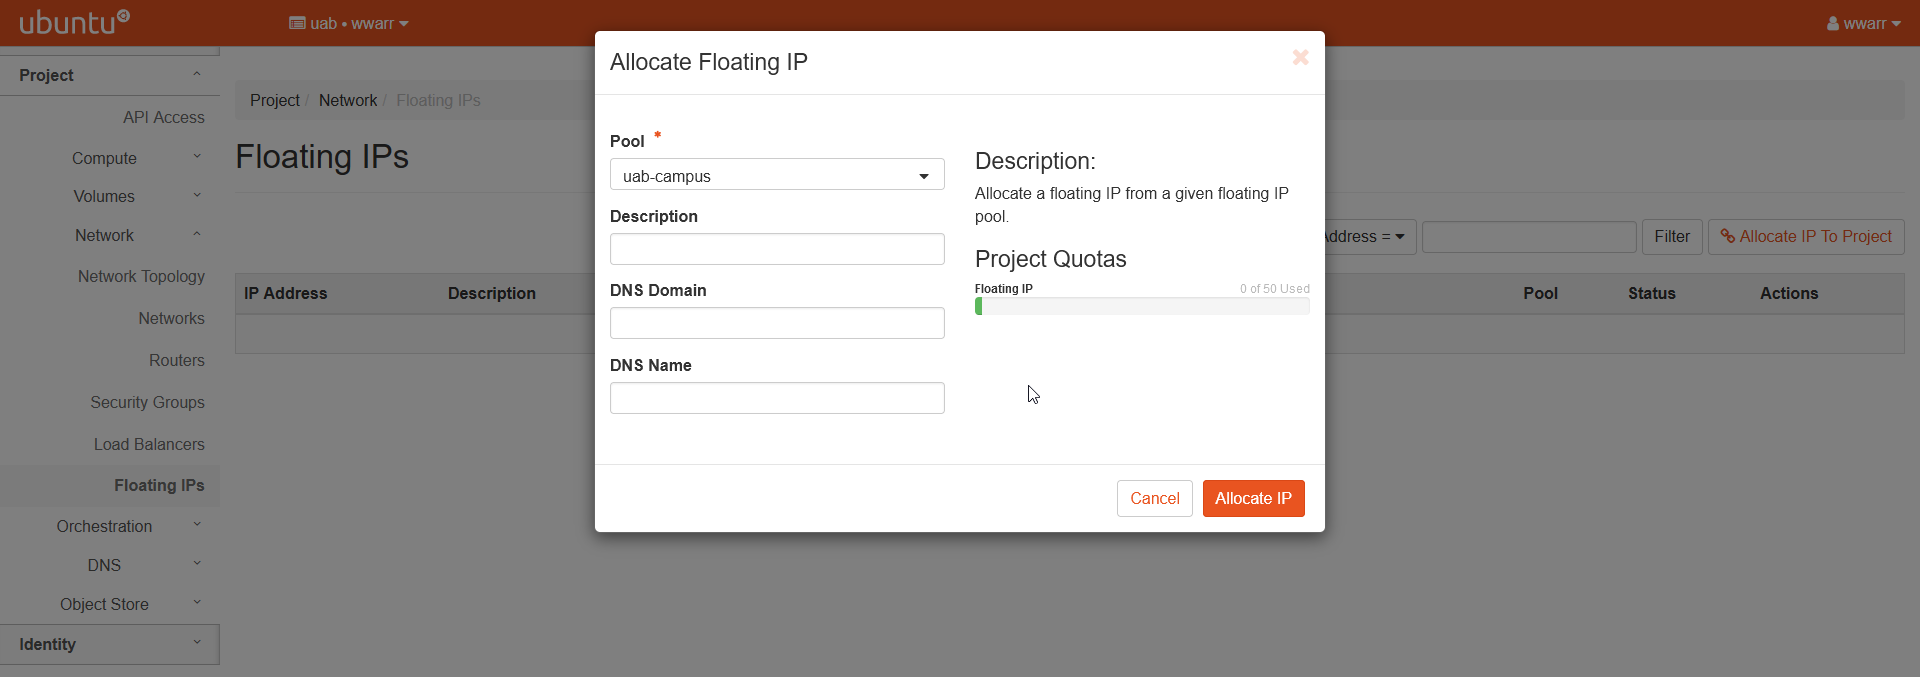 ubuntu
uab • wwarr
wwarr
Project
API Access
Compute
Volumes
Network
Network Topology
Networks
Routers
Security Groups
Load Balancers
Floating IPs
Orchestration
DNS
Object Store
Identity
Project / Network / Floating IPs
Floating IPs
Address =
Filter
Allocate IP To Project
IP Address Description Pool Status Actions
Allocate Floating IP
Pool *
uab-campus
Description
DNS Domain
DNS Name
Description:
Allocate a floating IP from a given floating IP
pool.
Project Quotas
Floating IP 0 of 50 Used
Cancel
Allocate IP